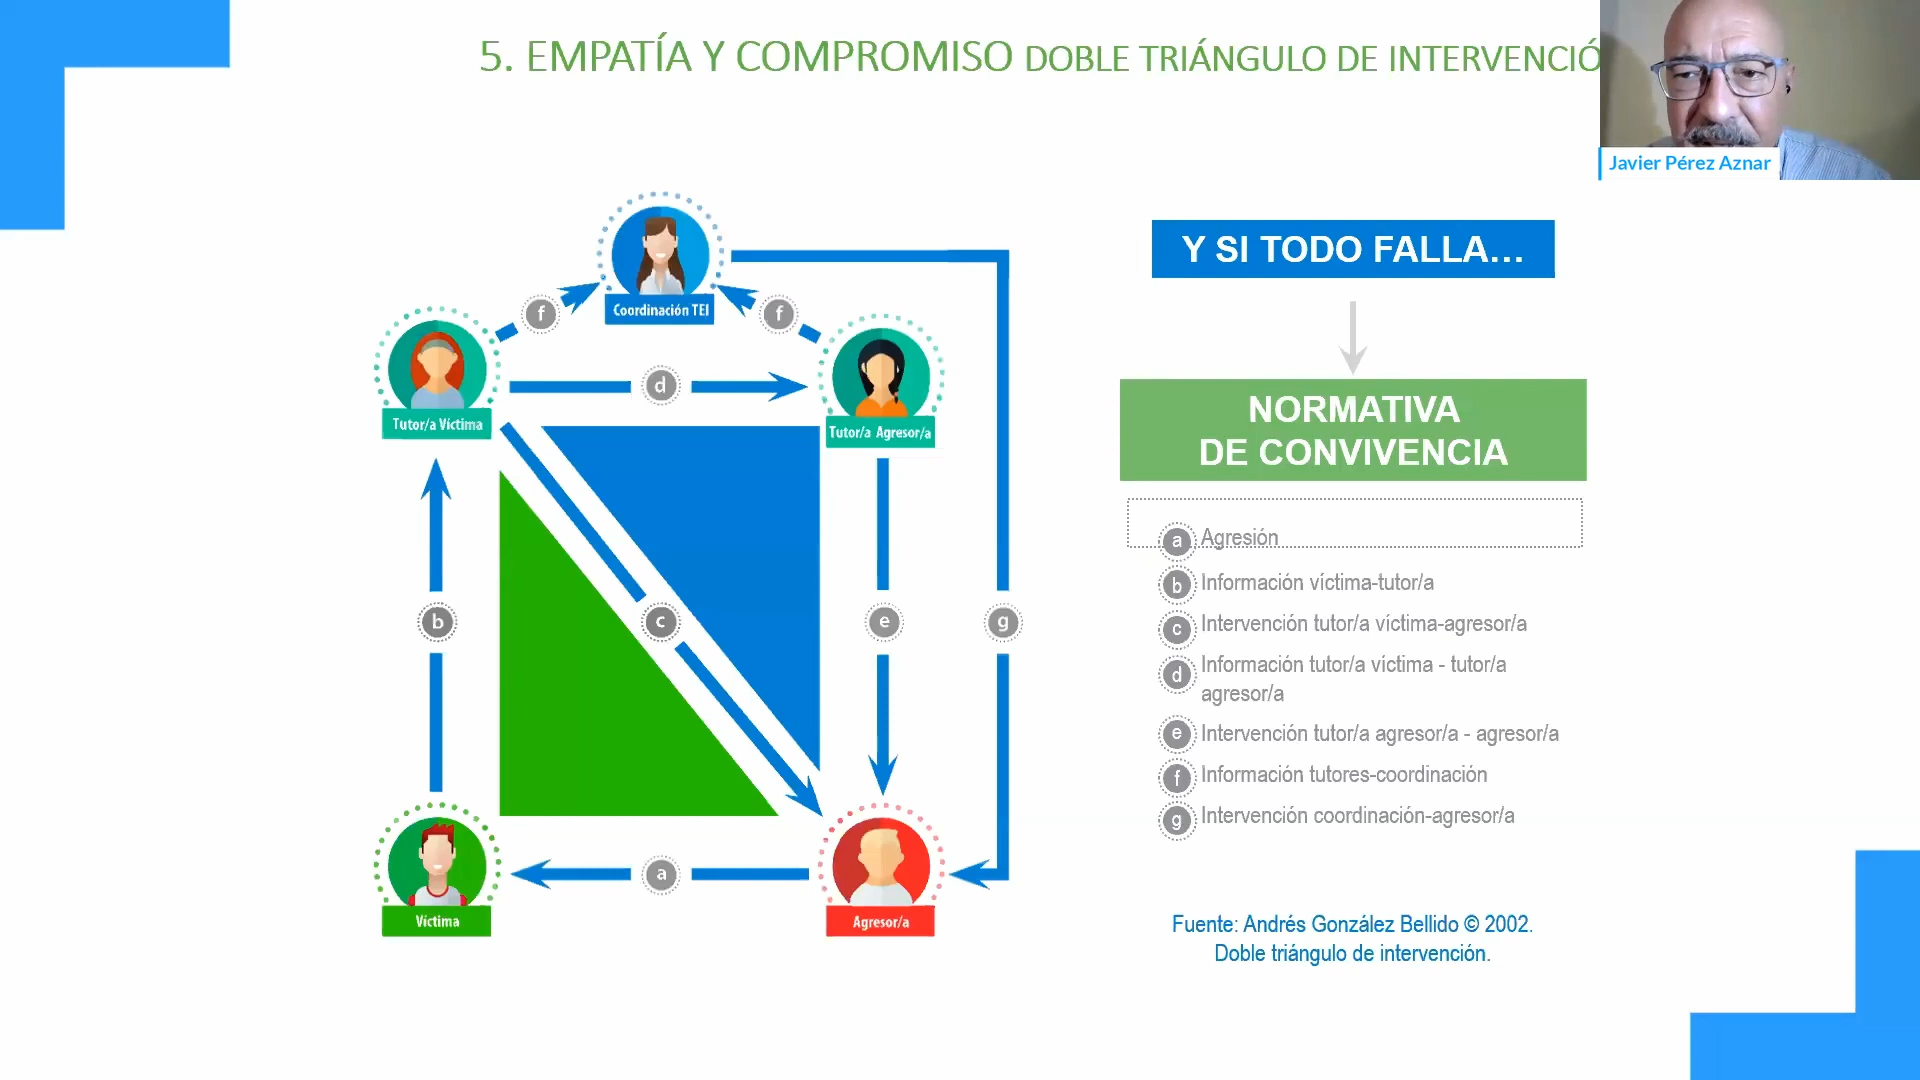 5. EMPATÍA Y COMPROMISO DOBLE TRIÁNGULO DE INTERVENCIÓ
Javier Pérez Aznar
Coordinación TEI
f
f
Tutor/a Víctima
d
Tutor/a Agresor/a
b
c
e
g
Víctima
a
Agresor/a
Y SI TODO FALLA...
NORMATIVA
DE CONVIVENCIA
a Agresión
b Información víctima-tutor/a
c Intervención tutor/a víctima-agresor/a
d Información tutor/a víctima - tutor/a
agresor/a
e Intervención tutor/a agresor/a - agresor/a
f Información tutores-coordinación
g Intervención coordinación-agresor/a
Fuente: Andrés González Bellido © 2002.
Doble triángulo de intervención.